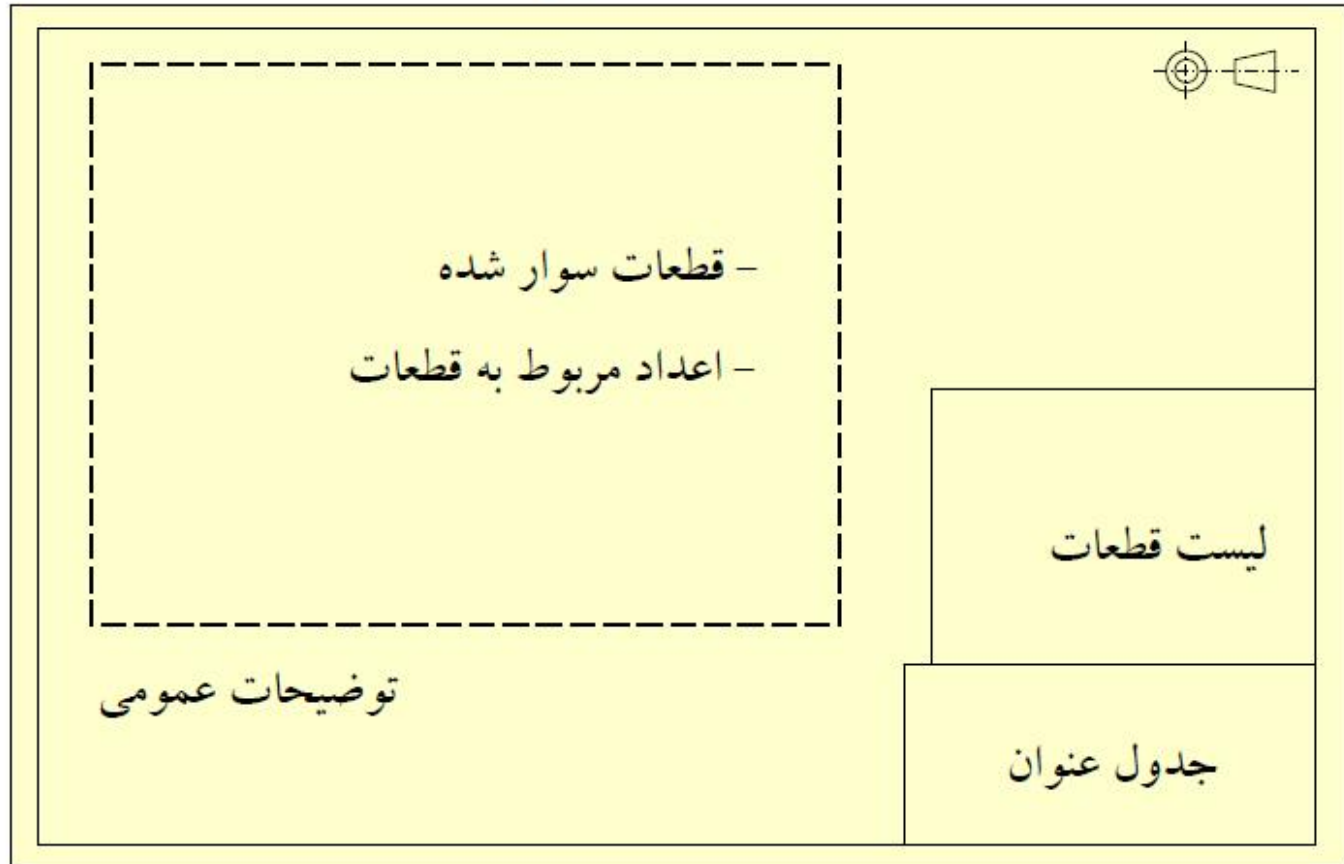 – قطعات سوار شده
– اعداد مربوط به قطعات
لیست قطعات
توضیحات عمومی
جدول عنوان